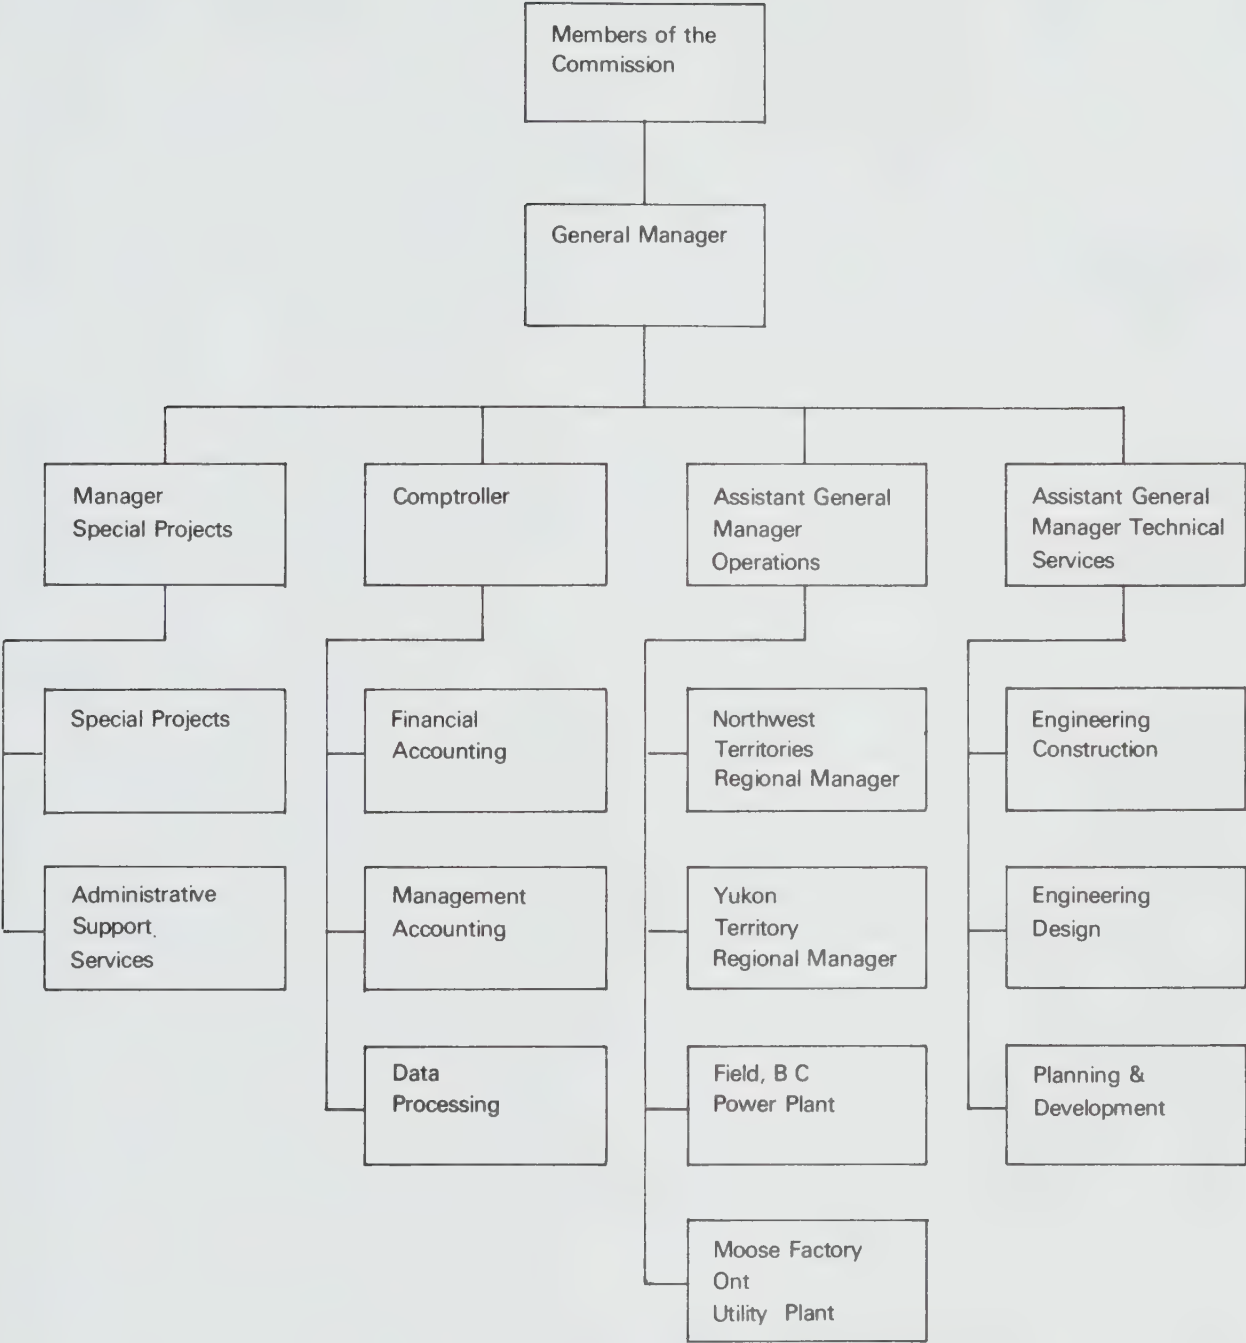 Members of the
Commission
General Manager
Manager
Special Projects
Comptroller
Assistant General
Manager
Operations
Assistant General
Manager Technical
Services
Special Projects
Administrative
Support
Services
Financial
Accounting
Management
Accounting
Data
Processing
Northwest
Territories
Regional Manager
Yukon
Territory
Regional Manager
Field, B C
Power Plant
Moose Factory
Ont
Utility Plant
Engineering
Construction
Engineering
Design
Planning &
Development